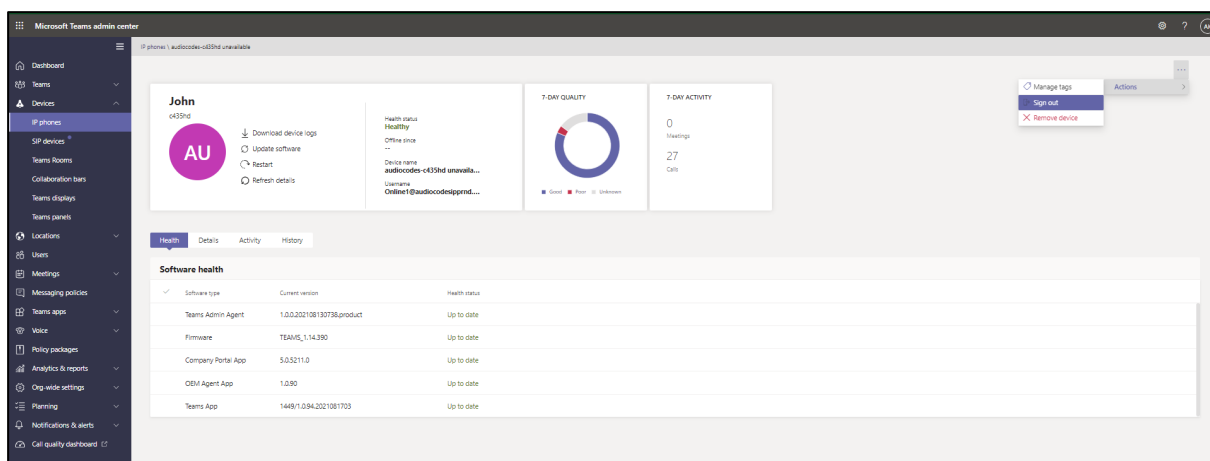 Microsoft Teams admin center
?
AK
IP phones \ audiocodes-c435hd unavailable
Dashboard
Teams
Devices
IP phones
SIP devices
Teams Rooms
Collaboration bars
Teams displays
Teams panels
Locations
Users
Meetings
Messaging policies
Teams apps
Voice
Policy packages
Analytics & reports
Org-wide settings
Planning
Notifications & alerts
Call quality dashboard
John
c435hd
AU
Download device logs
Update software
Restart
Refresh details
Health status
Healthy
Offline since
--
Device name
audiocodes-c435hd unavaila...
Username
Online1@audiocodesipprnd....
7-DAY QUALITY
Good Poor Unknown
7-DAY ACTIVITY
0
Meetings
27
Calls
...
Manage tags
Sign out
Remove device
Actions
Health Details Activity History
Software health
Software type Current version Health status
Teams Admin Agent 1.0.0.202108130738.product Up to date
Firmware TEAMS_1.14.390 Up to date
Company Portal App 5.0.5211.0 Up to date
OEM Agent App 1.0.90 Up to date
Teams App 1449/1.0.94.2021081703 Up to date